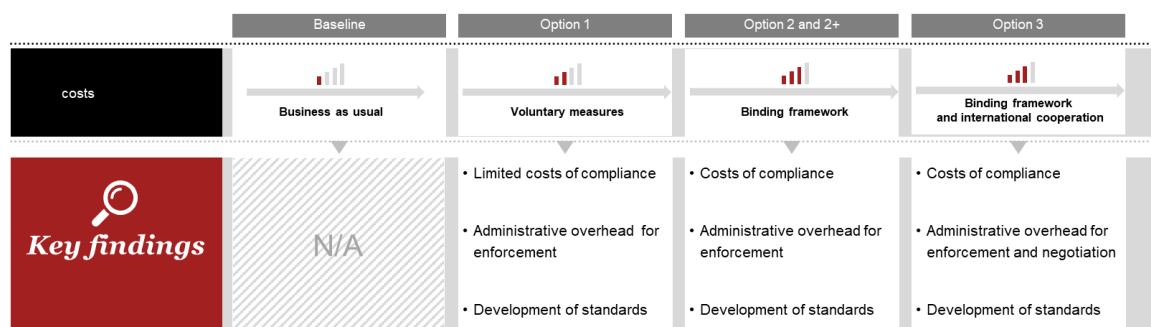 Baseline
Option 1
Option 2 and 2+
Option 3
costs
Business as usual
Voluntary measures
Binding framework
Binding framework
and international cooperation
Key findings
N/A
• Limited costs of compliance
• Administrative overhead for
enforcement
• Development of standards
• Costs of compliance
• Administrative overhead for
enforcement
• Development of standards
• Costs of compliance
• Administrative overhead for
enforcement and negotiation
• Development of standards